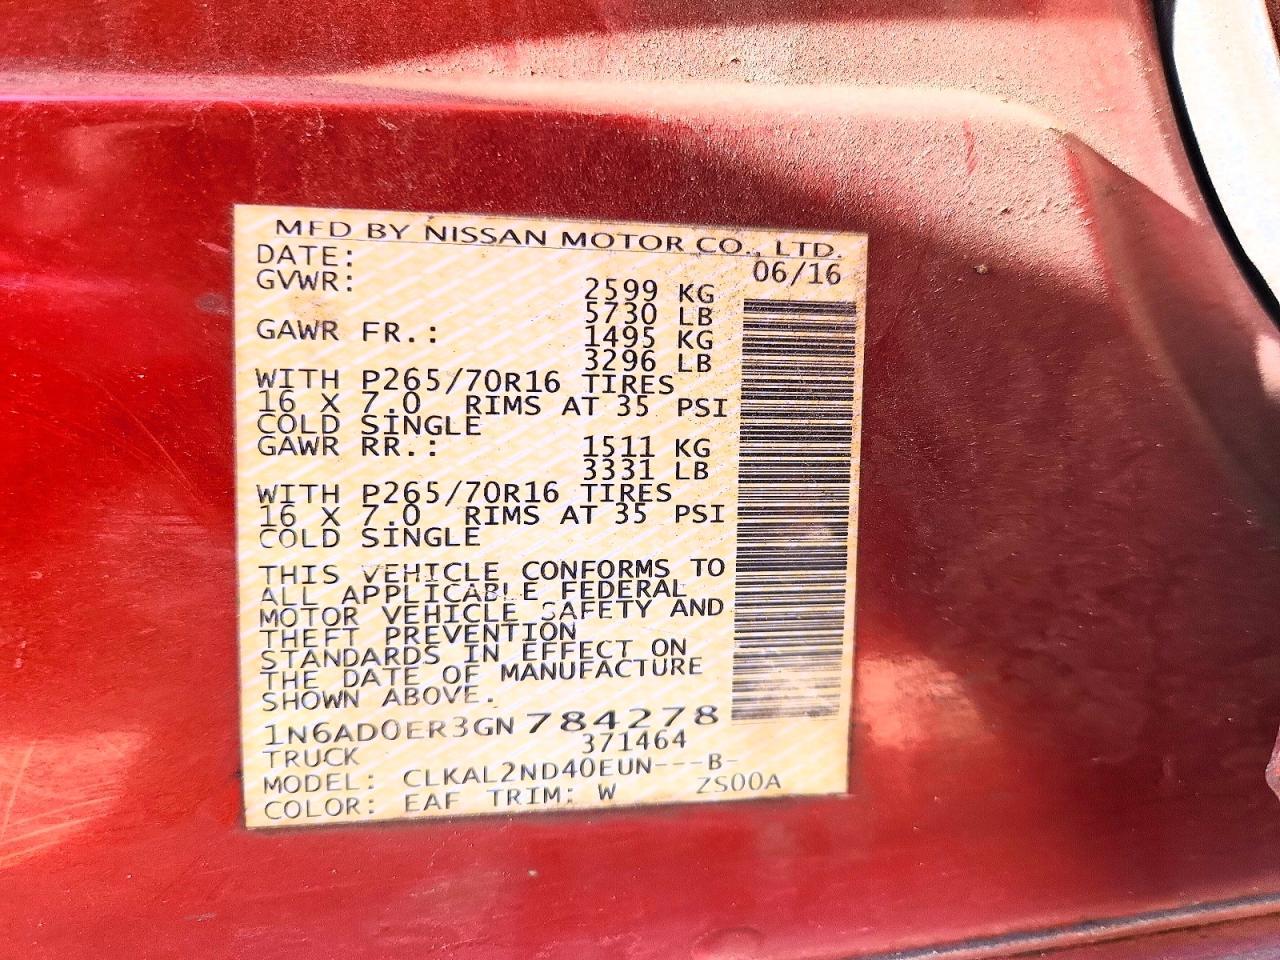 MFD BY NISSAN MOTOR CO., LTD.
DATE: 06/16
GVWR: 2599 KG
5730 LB
GAWR FR.: 1495 KG
3296 LB
WITH P265/70R16 TIRES
16 X 7.0 RIMS AT 35 PSI
COLD SINGLE
GAWR RR.: 1511 KG
3331 LB
WITH P265/70R16 TIRES
16 X 7.0 RIMS AT 35 PSI
COLD SINGLE
THIS VEHICLE CONFORMS TO
ALL APPLICABLE FEDERAL
MOTOR VEHICLE SAFETY AND
THEFT PREVENTION
STANDARDS IN EFFECT ON
THE DATE OF MANUFACTURE
SHOWN ABOVE.
1N6AD0ER3GN784278
TRUCK 371464
MODEL: CLKAL2ND40EUN---B-
COLOR: EAF TRIM: W ZS00A